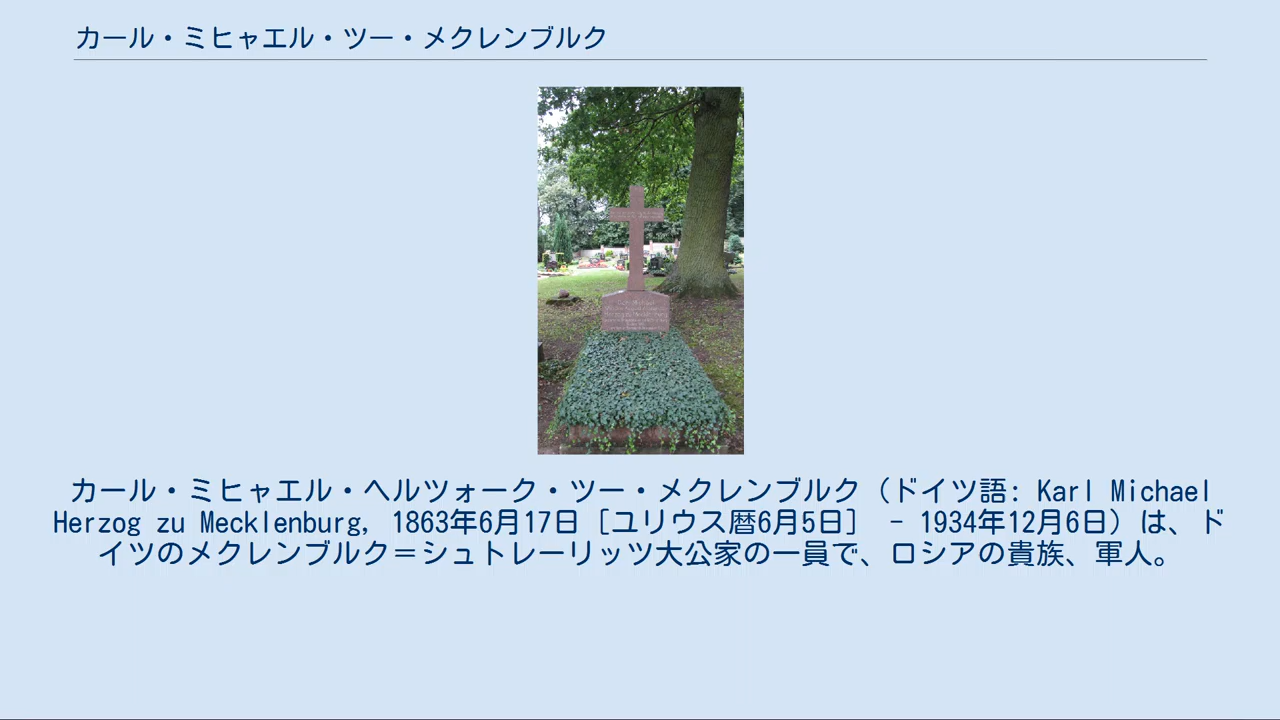 カール・ミヒャエル・ツー・メクレンブルク
カール・ミヒャエル・ヘルツォーク・ツー・メクレンブルク（ドイツ語: Karl Michael
Herzog zu Mecklenburg, 1863年6月17日［ユリウス暦6月5日］ - 1934年12月6日）は、ド
イツのメクレンブルク＝シュトレーリッツ大公家の一員で、ロシアの貴族、軍人。